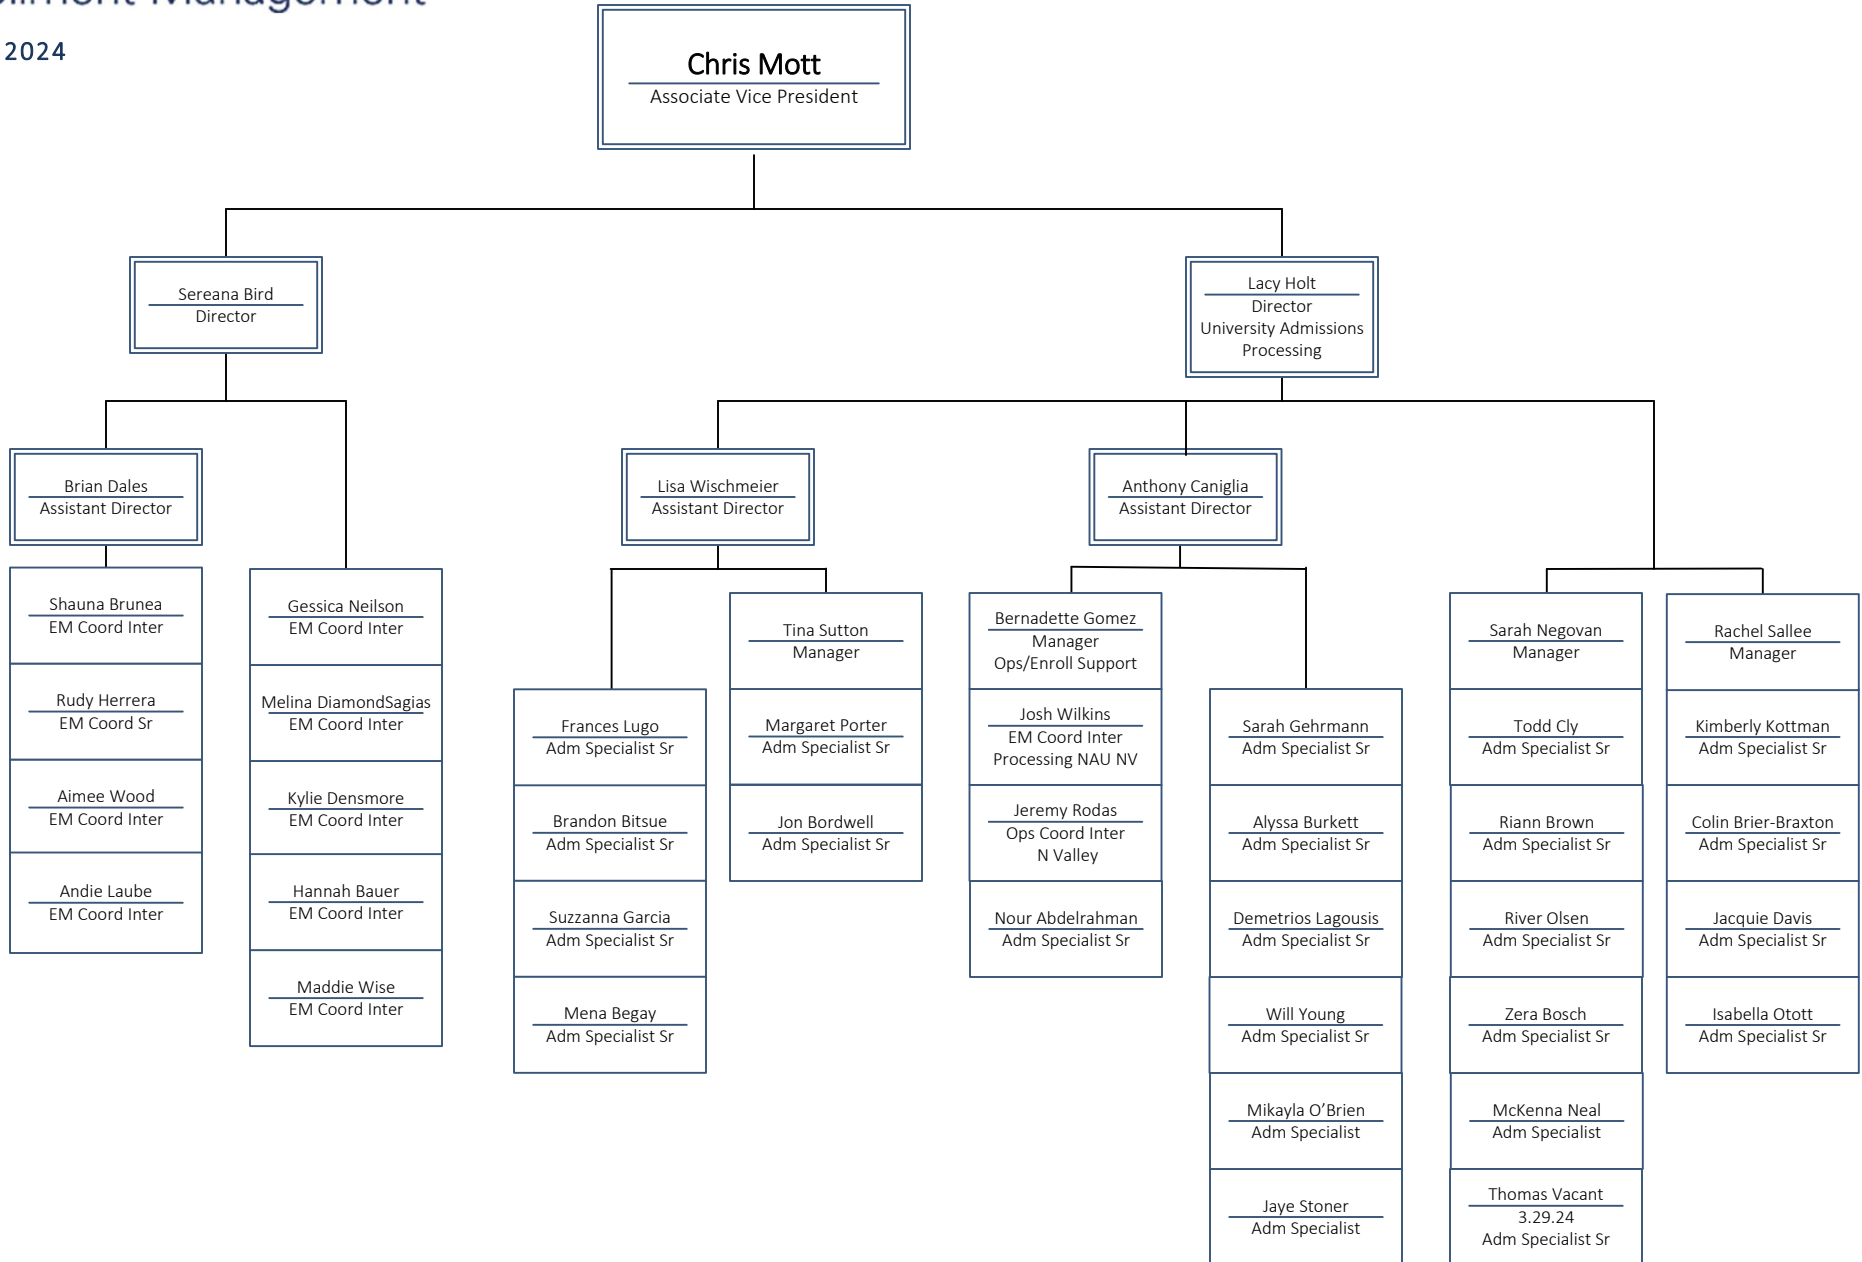 Management
2024
Chris Mott
Associate Vice President
Sereana Bird
Director
Lacy Holt
Director
University Admissions
Processing
Brian Dales
Assistant Director
Lisa Wischmeier
Assistant Director
Anthony Caniglia
Assistant Director
Shauna Brunea
EM Coord Inter
Rudy Herrera
EM Coord Sr
Aimee Wood
EM Coord Inter
Andie Laube
EM Coord Inter
Gessica Neilson
EM Coord Inter
Melina DiamondSagias
EM Coord Inter
Kylie Densmore
EM Coord Inter
Hannah Bauer
EM Coord Inter
Maddie Wise
EM Coord Inter
Frances Lugo
Adm Specialist Sr
Brandon Bitsue
Adm Specialist Sr
Suzzanna Garcia
Adm Specialist Sr
Mena Begay
Adm Specialist Sr
Tina Sutton
Manager
Margaret Porter
Adm Specialist Sr
Jon Bordwell
Adm Specialist Sr
Bernadette Gomez
Manager
Ops/Enroll Support
Josh Wilkins
EM Coord Inter
Processing NAU NV
Jeremy Rodas
Ops Coord Inter
N Valley
Nour Abdelrahman
Adm Specialist Sr
Sarah Gehrmann
Adm Specialist Sr
Alyssa Burkett
Adm Specialist Sr
Demetrios Lagousis
Adm Specialist Sr
Will Young
Adm Specialist Sr
Mikayla O’Brien
Adm Specialist
Jaye Stoner
Adm Specialist
Sarah Negovan
Manager
Todd Cly
Adm Specialist Sr
Riann Brown
Adm Specialist Sr
River Olsen
Adm Specialist Sr
Zera Bosch
Adm Specialist Sr
McKenna Neal
Adm Specialist
Thomas Vacant
3.29.24
Adm Specialist Sr
Rachel Sallee
Manager
Kimberly Kottman
Adm Specialist Sr
Colin Brier-Braxton
Adm Specialist Sr
Jacquie Davis
Adm Specialist Sr
Isabella Otott
Adm Specialist Sr